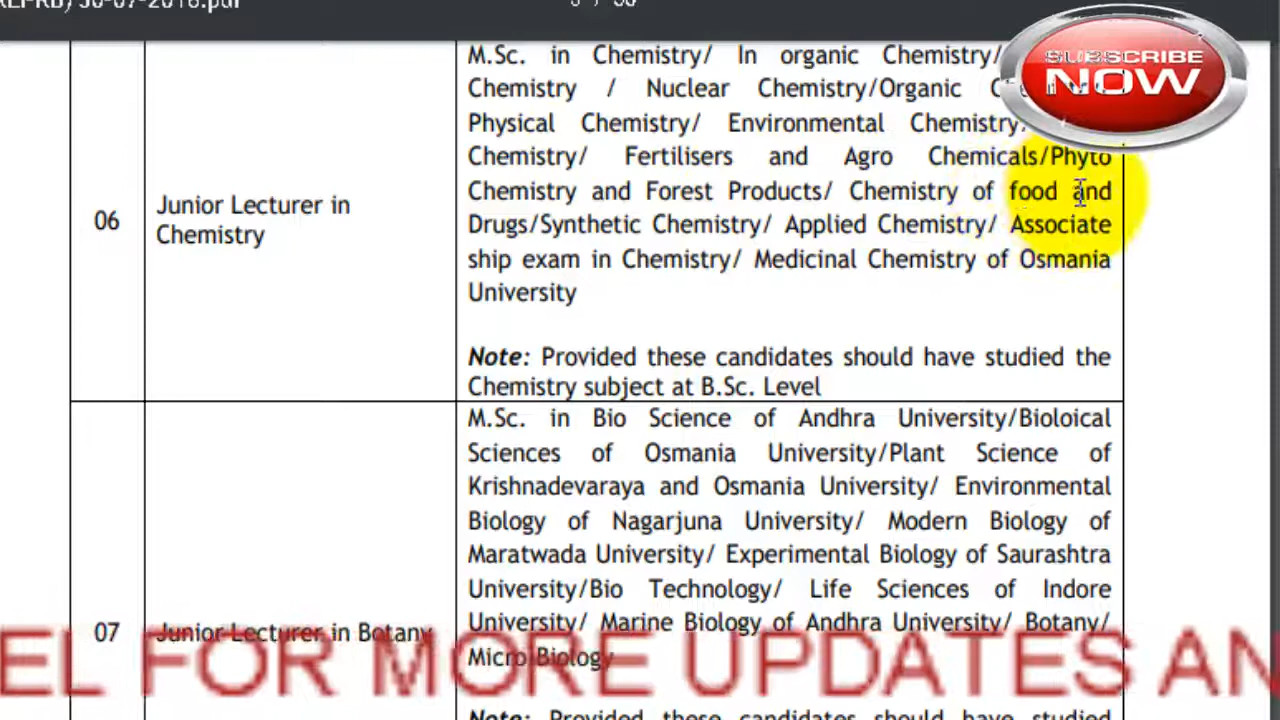 30-07-2018.pdf
SUBSCRIBE
NOW
M.Sc. in Chemistry/ In organic Chemistry/
Chemistry / Nuclear Chemistry/Organic
Physical Chemistry/ Environmental Chemistry/
Chemistry/ Fertilisers and Agro Chemicals/Phyto
Chemistry and Forest Products/ Chemistry of food and
Drugs/Synthetic Chemistry/ Applied Chemistry/ Associate
ship exam in Chemistry/ Medicinal Chemistry of Osmania
University
06
Junior Lecturer in
Chemistry
Note: Provided these candidates should have studied the
Chemistry subject at B.Sc. Level
M.Sc. in Bio Science of Andhra University/Bioloical
Sciences of Osmania University/Plant Science of
Krishnadevaraya and Osmania University/ Environmental
Biology of Nagarjuna University/ Modern Biology of
Maratwada University/ Experimental Biology of Saurashtra
University/Bio Technology/ Life Sciences of Indore
University/ Marine Biology of Andhra University/ Botany/
Micro Biology
07
Junior Lecturer in Botany
EL FOR MORE UPDATES AN
Note: Provided these candidates should have studied